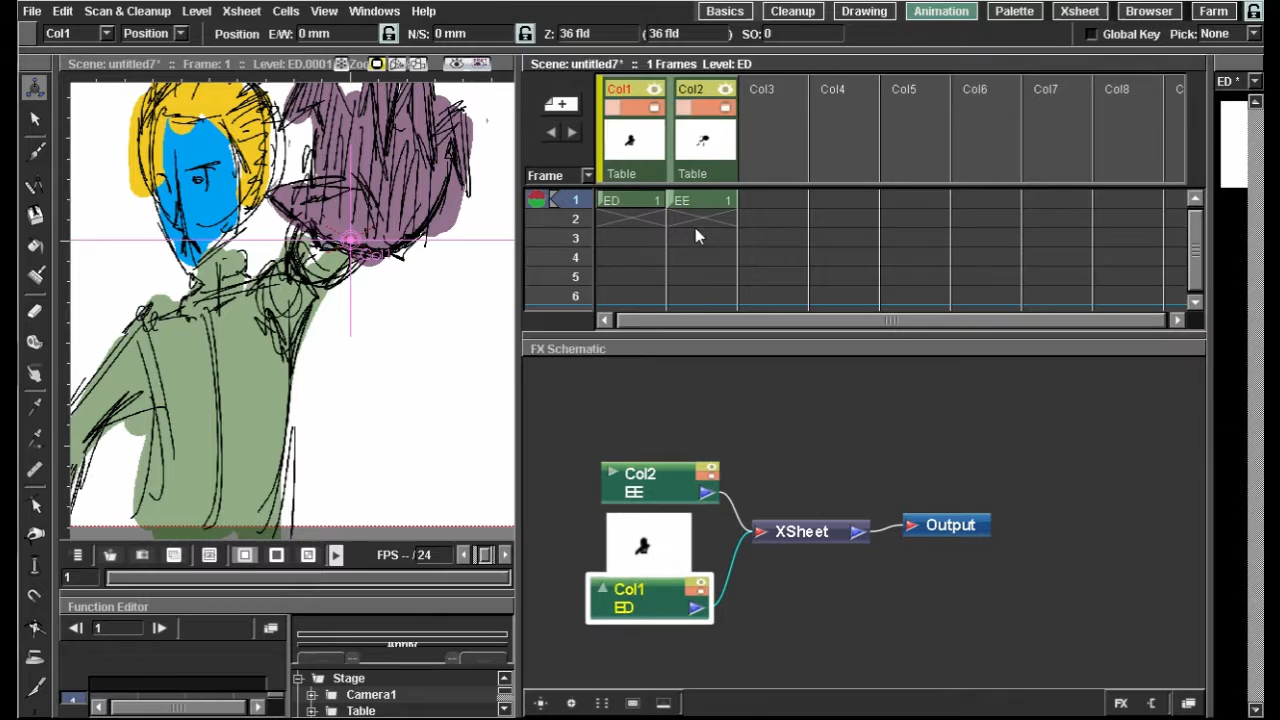 File Edit Scan & Cleanup Level Xsheet Cells View Windows Help Basics Cleanup Drawing Animation Palette Xsheet Browser Farm
Col1 Position Position E/W: 0 mm N/S: 0 mm Z: 36 fld ( 36 fld ) SO: 0 Global Key Pick: None
Scene: untitled7* : Frame: 1 : Level: ED.0001
Scene: untitled7* : 1 Frames Level: ED
ED *
Col1 Col2 Col3 Col4 Col5 Col6 Col7 Col8 C
Table Table
Frame
1 ED 1 EE 1
2
3
4
5
6
FX Schematic
Col2
EE
XSheet Output
Col1
ED
FPS -- / 24
1
Function Editor
1
Stage
Camera1
Table
FX